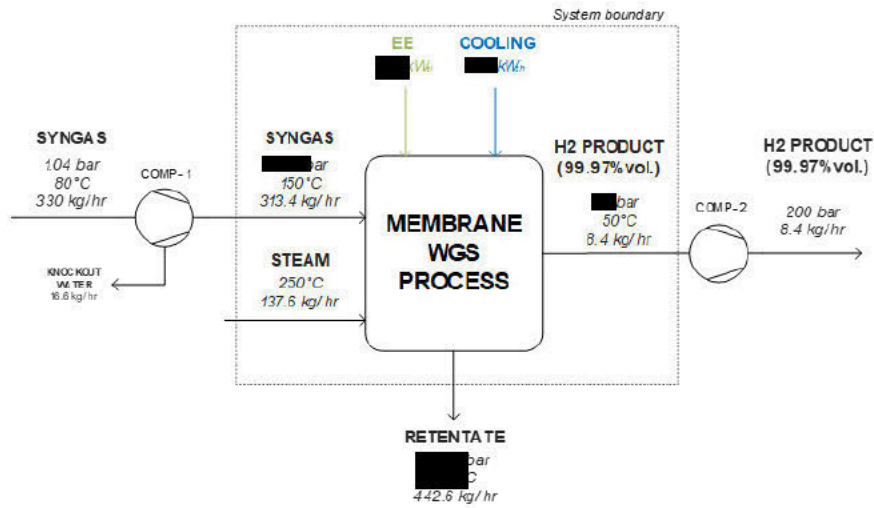 System boundary
EE
kW
COOLING
kW
SYNGAS
1.04 bar
80°C
330 kg/hr
COMP-1
SYNGAS
bar
150°C
313.4 kg/hr
H2 PRODUCT
(99.97%vol.)
bar
50°C
8.4 kg/hr
COMP-2
H2 PRODUCT
(99.97%vol.)
200 bar
8.4 kg/hr
MEMBRANE
WGS
PROCESS
KNOCKOUT
WATER
16.6 kg/hr
STEAM
250°C
137.6 kg/hr
RETENTATE
bar
C
442.6 kg/hr